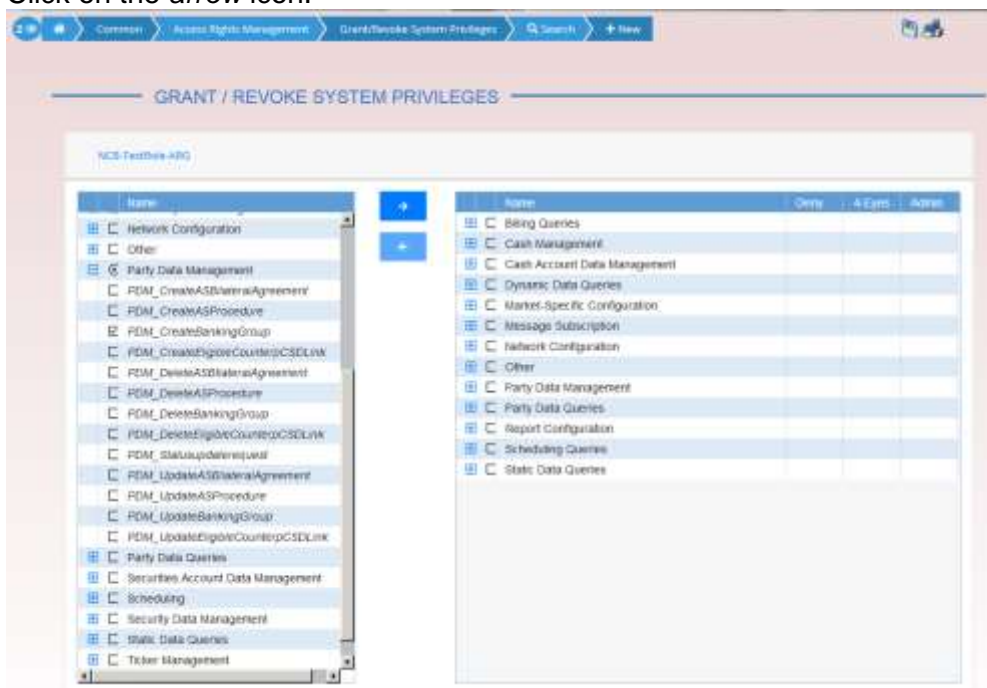 Click on the arrow icon.
Common Access Rights Management Grant/Revoke System Privileges Search + New
GRANT / REVOKE SYSTEM PRIVILEGES
NCB-TestRole-ARG
Name
Network Configuration
Other
Party Data Management
PDM_CreateASBilateralAgreement
PDM_CreateASProcedure
PDM_CreateBankingGroup
PDM_CreateEligibleCounterpCSDLink
PDM_DeleteASBilateralAgreement
PDM_DeleteASProcedure
PDM_DeleteBankingGroup
PDM_DeleteEligibleCounterpCSDLink
PDM_Statusupdaterequest
PDM_UpdateASBilateralAgreement
PDM_UpdateASProcedure
PDM_UpdateBankingGroup
PDM_UpdateEligibleCounterpCSDLink
Party Data Queries
Securities Account Data Management
Scheduling
Security Data Management
Static Data Queries
Ticker Management
Name Deny 4-Eyes Admin
Billing Queries
Cash Management
Cash Account Data Management
Dynamic Data Queries
Market-Specific Configuration
Message Subscription
Network Configuration
Other
Party Data Management
Party Data Queries
Report Configuration
Scheduling Queries
Static Data Queries